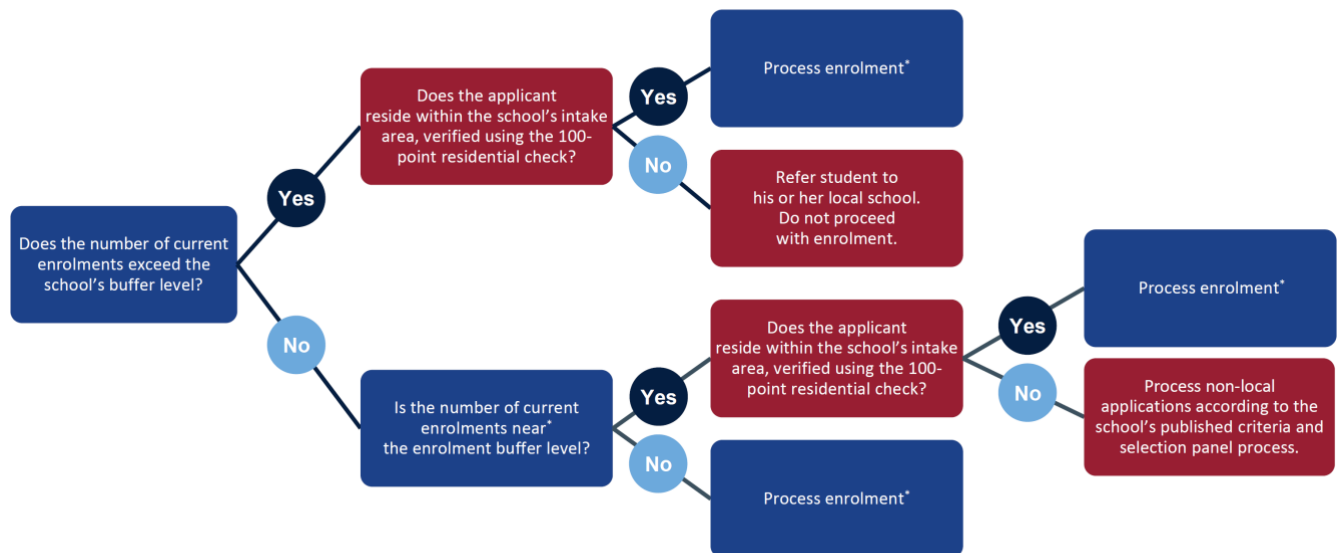 Does the number of current
enrolments exceed the
school's buffer level?
Yes
Does the applicant
reside within the school's intake
area, verified using the 100-
point residential check?
Yes
Process enrolment*
No
Refer student to
his or her local school.
Do not proceed
with enrolment.
No
Is the number of current
enrolments near*
the enrolment buffer level?
Yes
Does the applicant
reside within the school's intake
area, verified using the 100-
point residential check?
Yes
Process enrolment*
No
Process non-local
applications according to the
school's published criteria and
selection panel process.
No
Process enrolment*